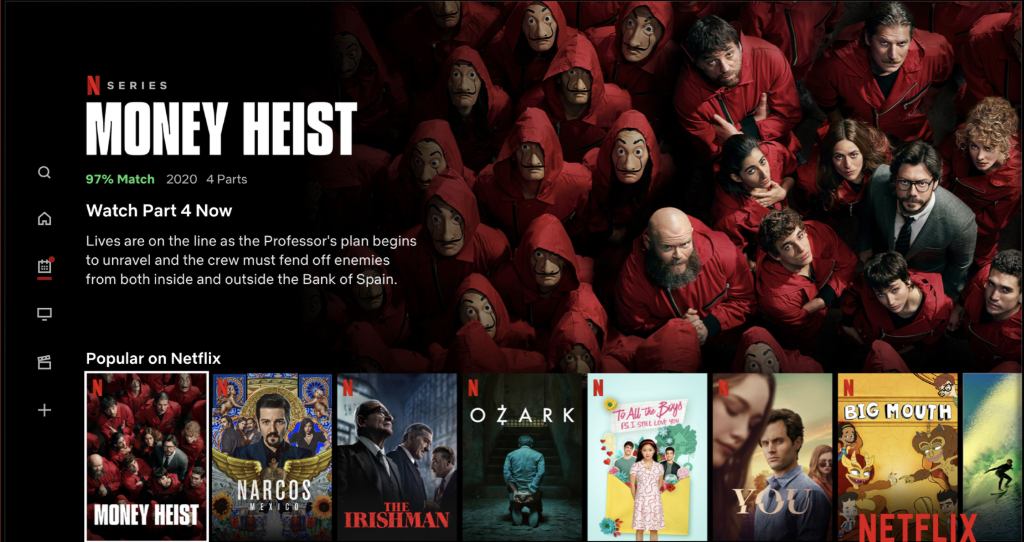 N SERIES
MONEY HEIST
97% Match 2020 4 Parts
Watch Part 4 Now
Lives are on the line as the Professor's plan begins
to unravel and the crew must fend off enemies
from both inside and outside the Bank of Spain.
Popular on Netflix
N
MONEY HEIST
N
NARCOS
MEXICO
N
THE
IRISHMAN
N
OZARK
N
To All the Boys
P.S. I STILL LOVE YOU
N
YOU
N
BIG MOUTH
NETFLIX